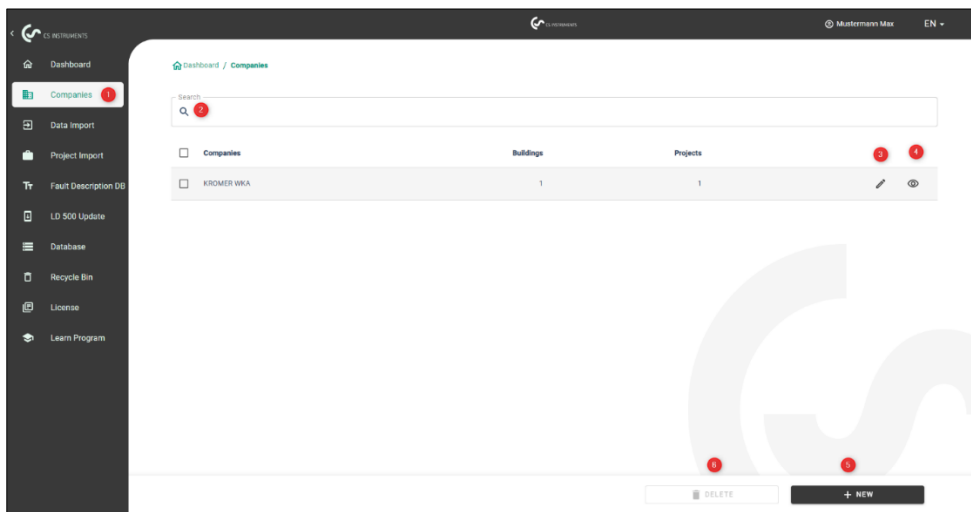 CS INSTRUMENTS
CS INSTRUMENTS
Mustermann Max
EN
Dashboard
Companies 1
Data Import
Project Import
Fault Description DB
LD 500 Update
Database
Recycle Bin
License
Learn Program
Dashboard / Companies
Search
2
Companies Buildings Projects 3 4
KROMER WKA 1 1
6 5
DELETE + NEW